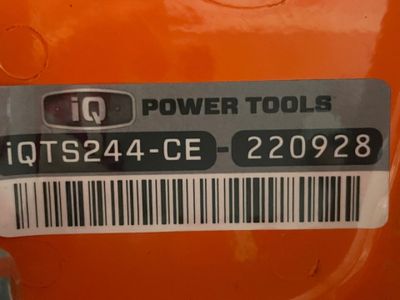 iQ POWER TOOLS
iQTS244-CE - 220928